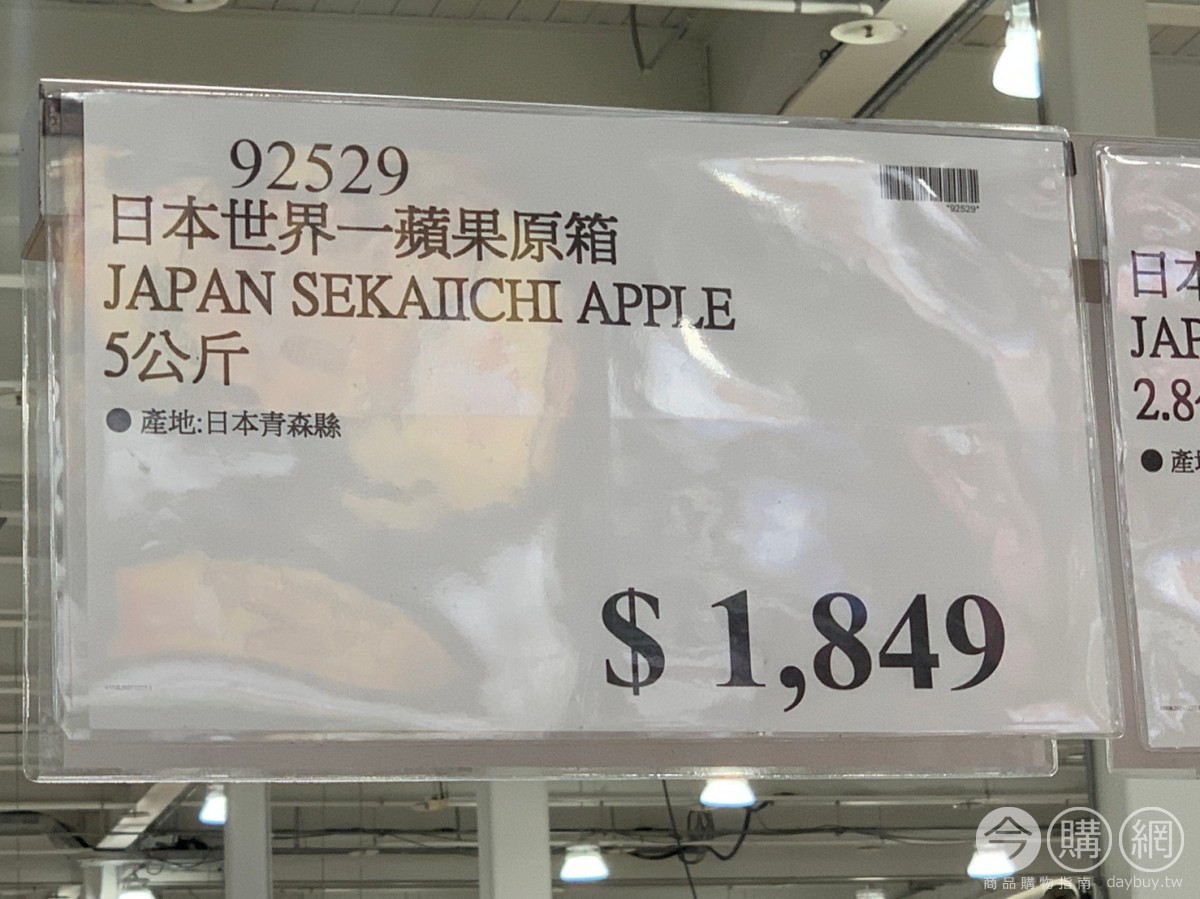 92529
日本世界一蘋果原箱
JAPAN SEKAIICHI APPLE
5公斤
● 產地:日本青森縣
*92529*
$ 1,849
日本
JAP
2.8
● 產地
今購網
商品購物指南 daybuy.tw